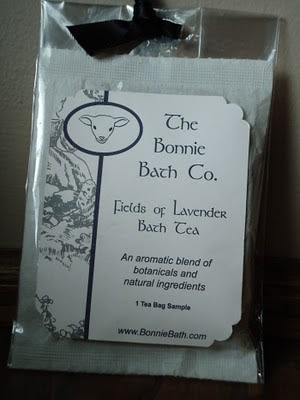 The
Bonnie
Bath Co.
Fields of Lavender
Bath Tea
An aromatic blend of
botanicals and
natural ingredients
1 Tea Bag Sample
www.BonnieBath.com